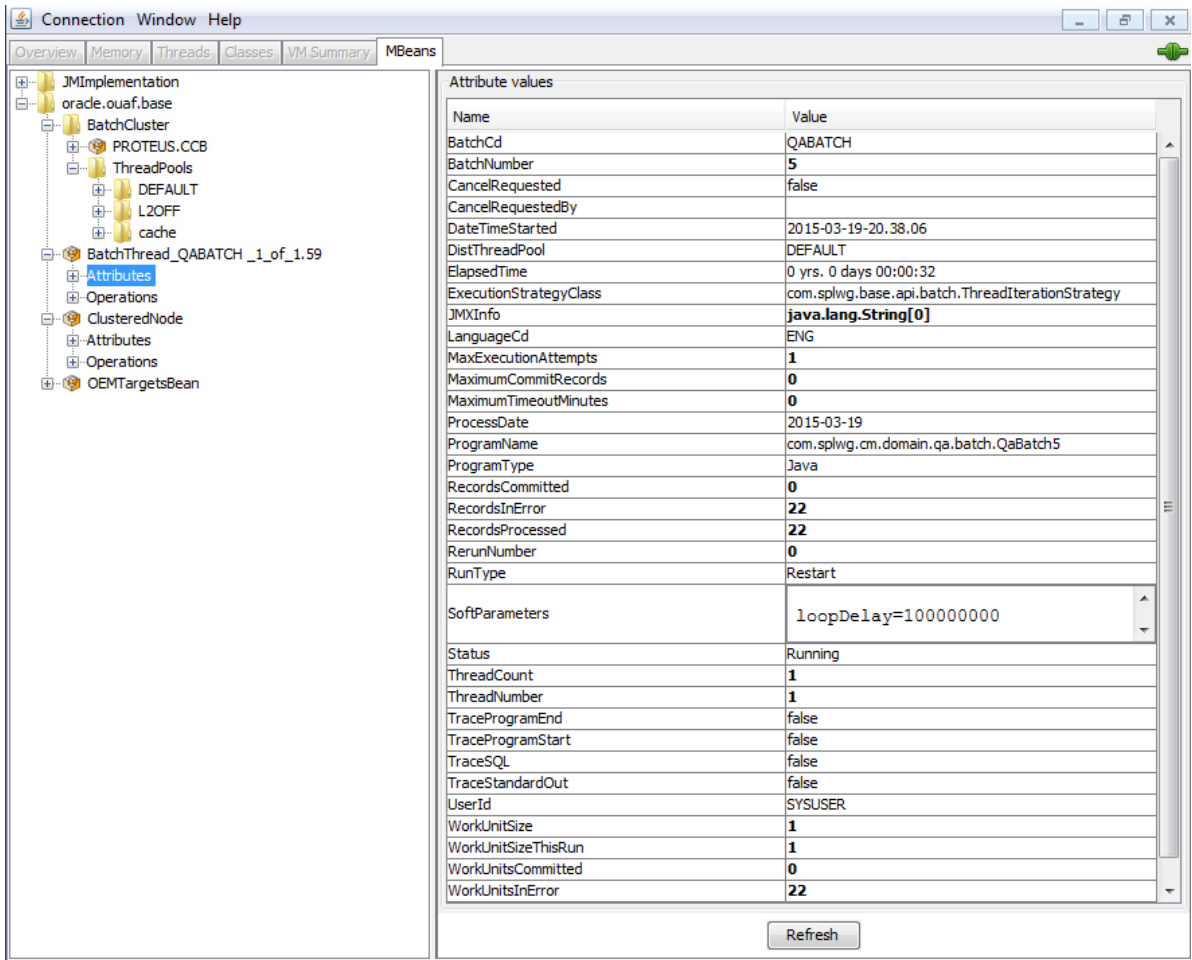 Connection Window Help
Overview Memory Threads Classes VM Summary MBeans
JMImplementation
oracle.ouaf.base
BatchCluster
PROTEUS.CCB
ThreadPools
DEFAULT
L2OFF
cache
BatchThread_QABATCH _1_of_1.59
Attributes
Operations
ClusteredNode
Attributes
Operations
OEMTargetsBean
Attribute values
Name Value
BatchCd QABATCH
BatchNumber 5
CancelRequested false
CancelRequestedBy
DateTimeStarted 2015-03-19-20.38.06
DistThreadPool DEFAULT
ElapsedTime 0 yrs. 0 days 00:00:32
ExecutionStrategyClass com.splwg.base.api.batch.ThreadIterationStrategy
JMXInfo java.lang.String[0]
LanguageCd ENG
MaxExecutionAttempts 1
MaximumCommitRecords 0
MaximumTimeoutMinutes 0
ProcessDate 2015-03-19
ProgramName com.splwg.cm.domain.qa.batch.QaBatch5
ProgramType Java
RecordsCommitted 0
RecordsInError 22
RecordsProcessed 22
RerunNumber 0
RunType Restart
SoftParameters loopDelay=100000000
Status Running
ThreadCount 1
ThreadNumber 1
TraceProgramEnd false
TraceProgramStart false
TraceSQL false
TraceStandardOut false
UserId SYSUSER
WorkUnitSize 1
WorkUnitSizeThisRun 1
WorkUnitsCommitted 0
WorkUnitsInError 22
Refresh